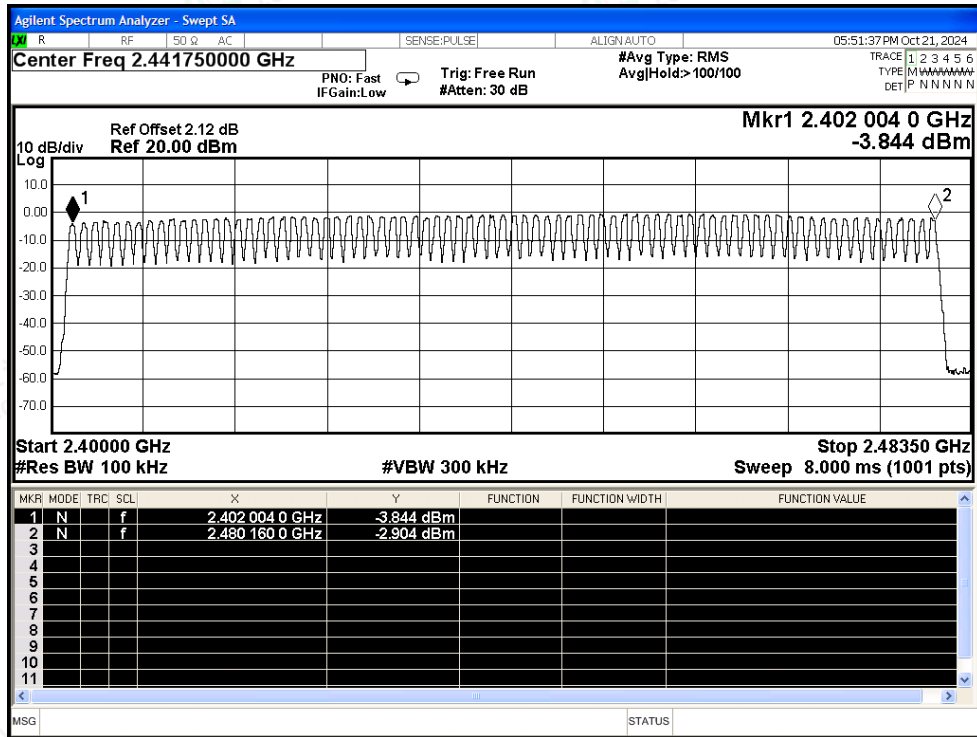 Agilent Spectrum Analyzer - Swept SA
LXI R RF 50 Ω AC SENSE:PULSE ALIGN AUTO 05:51:37 PM Oct 21, 2024
Center Freq 2.441750000 GHz
PNO: Fast
IFGain:Low
Trig: Free Run
#Atten: 30 dB
#Avg Type: RMS
Avg|Hold:>100/100
TRACE 1 2 3 4 5 6
TYPE M
DET P N N N N N
Ref Offset 2.12 dB
10 dB/div Ref 20.00 dBm
Mkr1 2.402 004 0 GHz
-3.844 dBm
Log
10.0
0.00
-10.0
-20.0
-30.0
-40.0
-50.0
-60.0
-70.0
1
2
Start 2.40000 GHz Stop 2.48350 GHz
#Res BW 100 kHz #VBW 300 kHz Sweep 8.000 ms (1001 pts)
MKR MODE TRC SCL X Y FUNCTION FUNCTION WIDTH FUNCTION VALUE
1 N f 2.402 004 0 GHz -3.844 dBm
2 N f 2.480 160 0 GHz -2.904 dBm
3
4
5
6
7
8
9
10
11
MSG STATUS